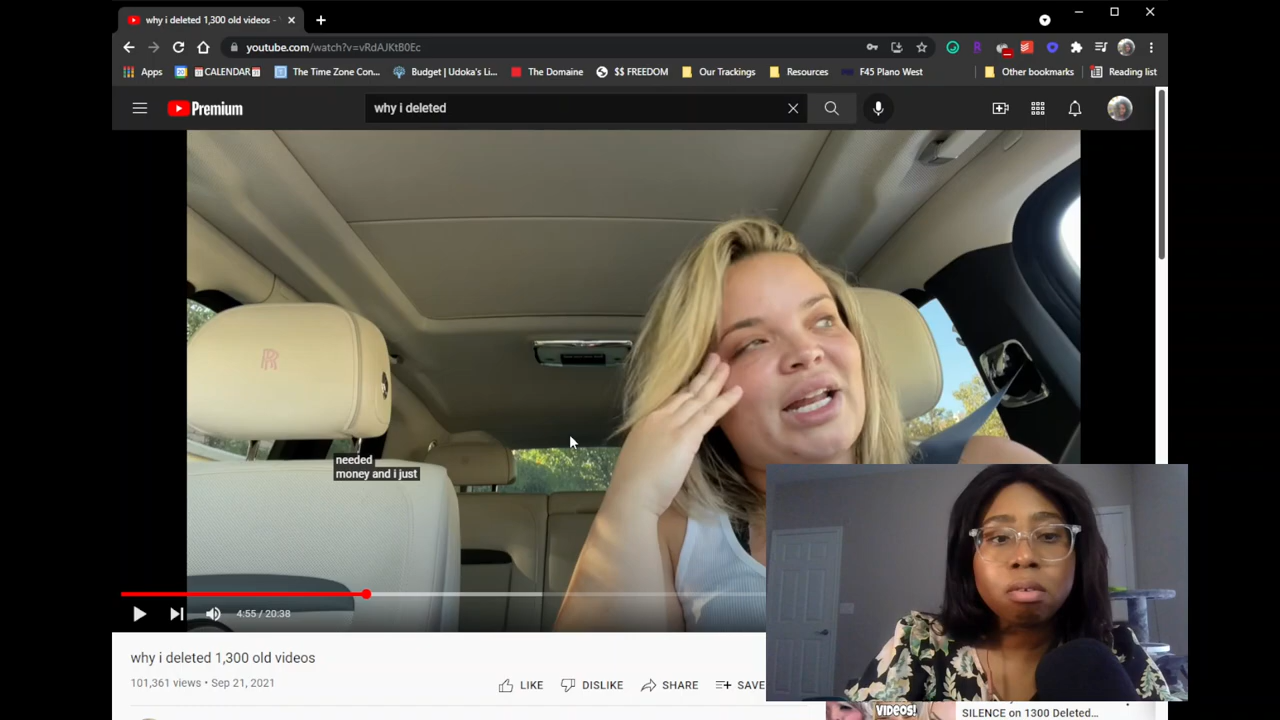 why i deleted 1,300 old videos -
youtube.com/watch?v=vRdAJKtB0Ec
Apps
CALENDAR
The Time Zone Con...
Budget | Udoka's Li...
The Domaine
$$ FREEDOM
Our Trackings
Resources
F45 Plano West
Other bookmarks
Reading list
Premium
why i deleted
RR
needed
money and i just
4:55 / 20:38
why i deleted 1,300 old videos
101,361 views • Sep 21, 2021
LIKE
DISLIKE
SHARE
SAVE
VIDEOS!
SILENCE on 1300 Deleted...